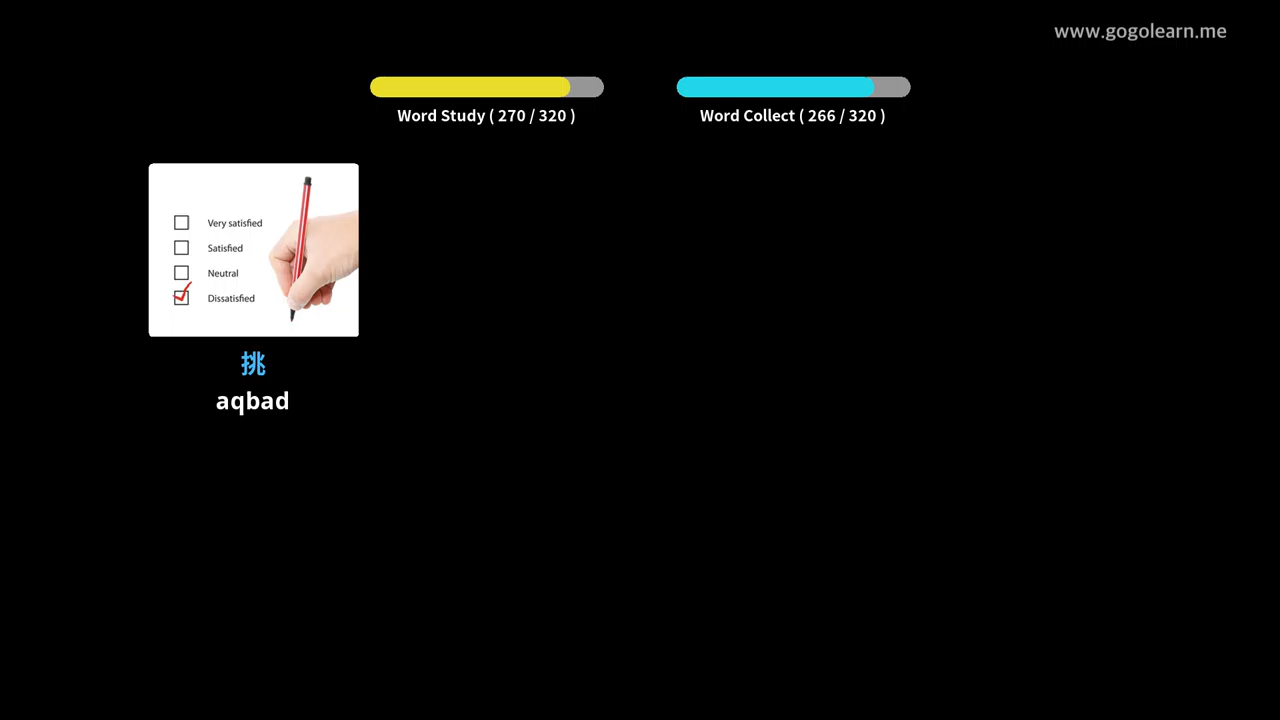 www.gogolearn.me
Word Study ( 270 / 320 )
Word Collect ( 266 / 320 )
Very satisfied
Satisfied
Neutral
Dissatisfied
挑
aqbad